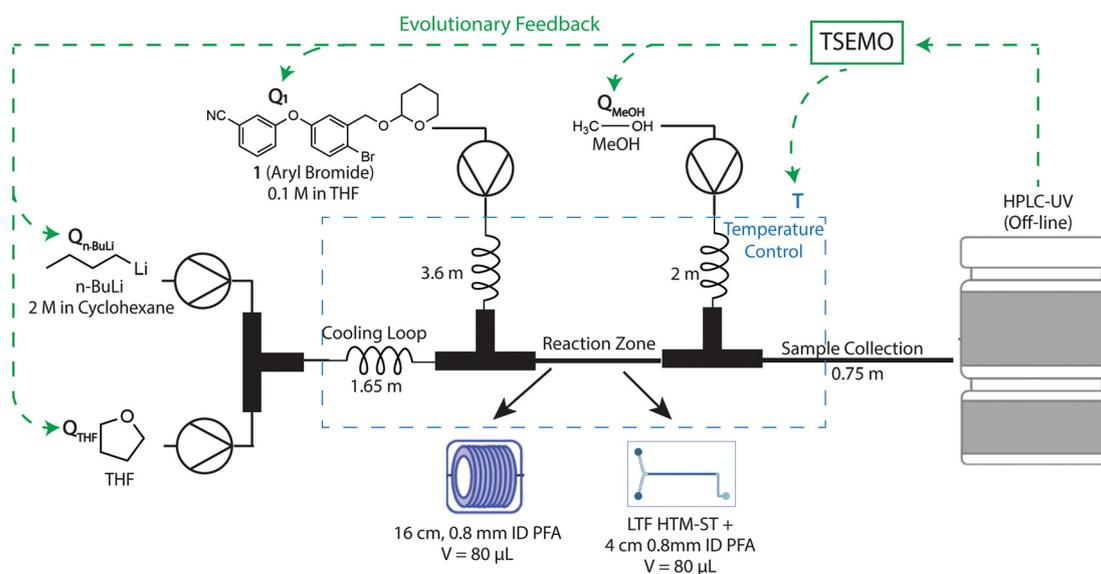 Evolutionary Feedback
TSEMO
Q1
NC
O
O
O
Br
1 (Aryl Bromide)
0.1 M in THF
QMeOH
H3C
OH
MeOH
T
Temperature
Control
HPLC-UV
(Off-line)
Qn-BuLi
Li
n-BuLi
2 M in Cyclohexane
3.6 m
2 m
Cooling Loop
1.65 m
Reaction Zone
Sample Collection
0.75 m
QTHF
O
THF
16 cm, 0.8 mm ID PFA
V = 80 µL
LTF HTM-ST +
4 cm 0.8mm ID PFA
V = 80 µL